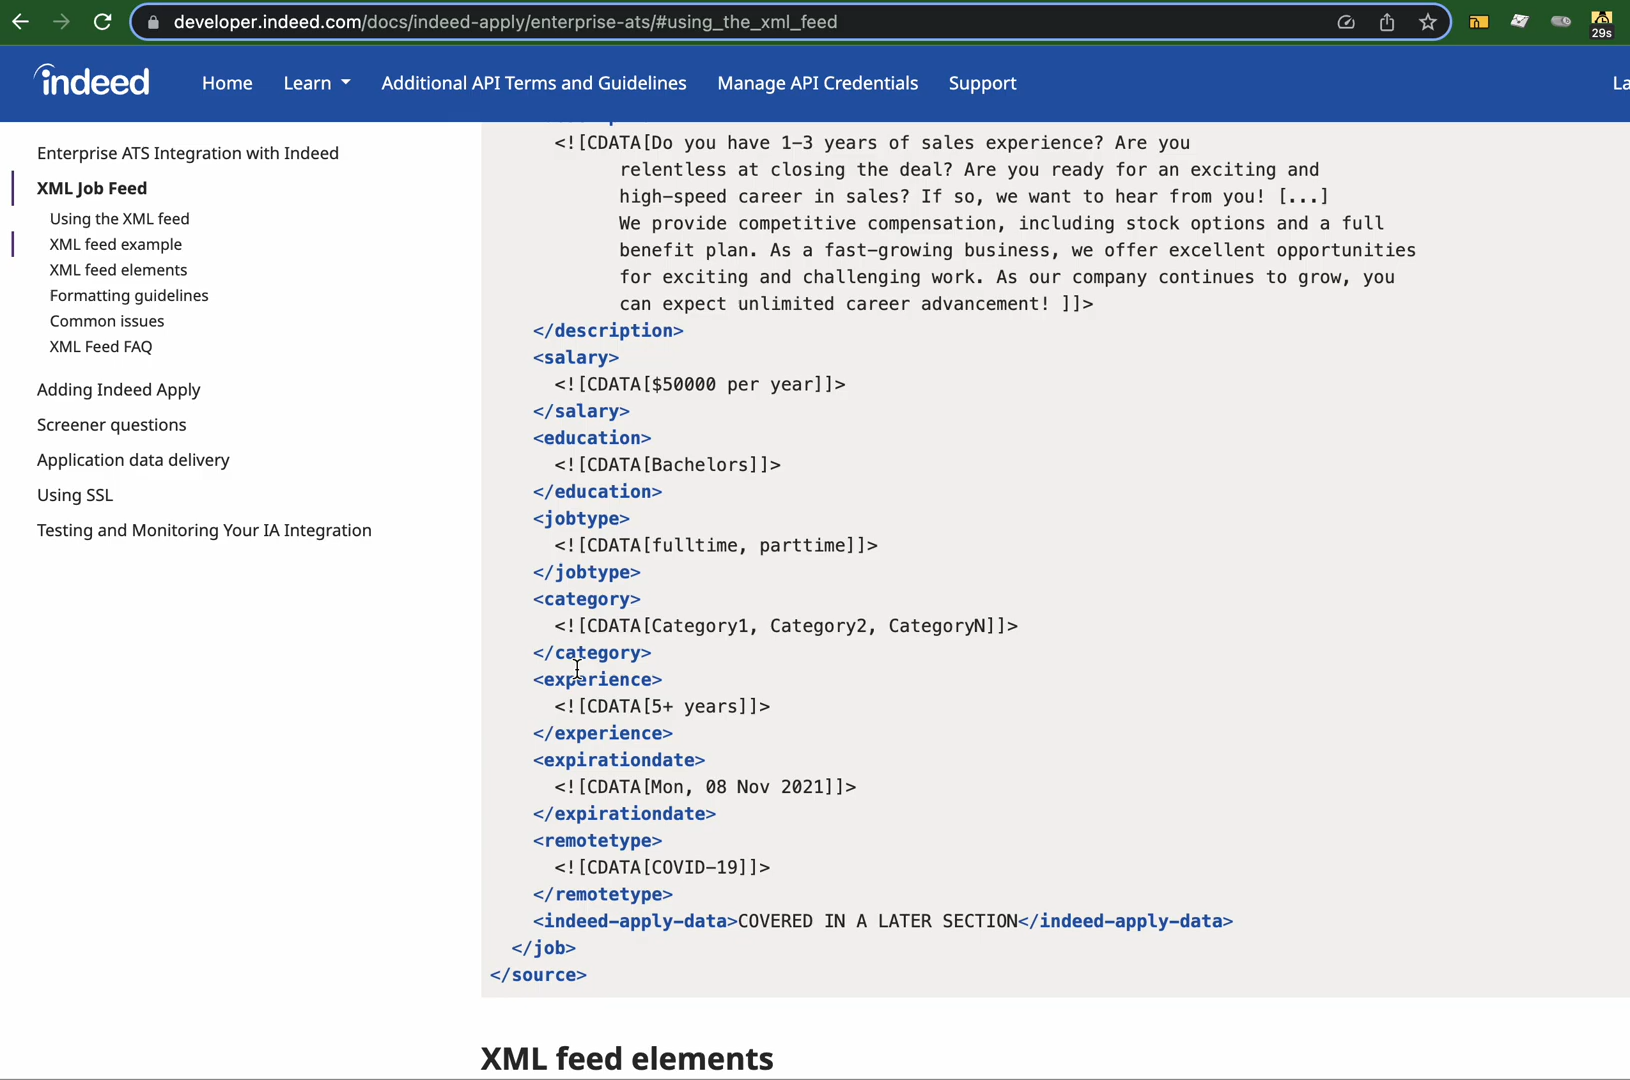 developer.indeed.com/docs/indeed-apply/enterprise-ats/#using_the_xml_feed
29s
indeed
Home
Learn
Additional API Terms and Guidelines
Manage API Credentials
Support
La
Enterprise ATS Integration with Indeed
XML Job Feed
Using the XML feed
XML feed example
XML feed elements
Formatting guidelines
Common issues
XML Feed FAQ
Adding Indeed Apply
Screener questions
Application data delivery
Using SSL
Testing and Monitoring Your IA Integration
<![CDATA[Do you have 1-3 years of sales experience? Are you
relentless at closing the deal? Are you ready for an exciting and
high-speed career in sales? If so, we want to hear from you! [...]
We provide competitive compensation, including stock options and a full
benefit plan. As a fast-growing business, we offer excellent opportunities
for exciting and challenging work. As our company continues to grow, you
can expect unlimited career advancement! ]]>
</description>
<salary>
<![CDATA[$50000 per year]]>
</salary>
<education>
<![CDATA[Bachelors]]>
</education>
<jobtype>
<![CDATA[fulltime, parttime]]>
</jobtype>
<category>
<![CDATA[Category1, Category2, CategoryN]]>
</category>
<experience>
<![CDATA[5+ years]]>
</experience>
<expirationdate>
<![CDATA[Mon, 08 Nov 2021]]>
</expirationdate>
<remotetype>
<![CDATA[COVID-19]]>
</remotetype>
<indeed-apply-data>COVERED IN A LATER SECTION</indeed-apply-data>
</job>
</source>
XML feed elements